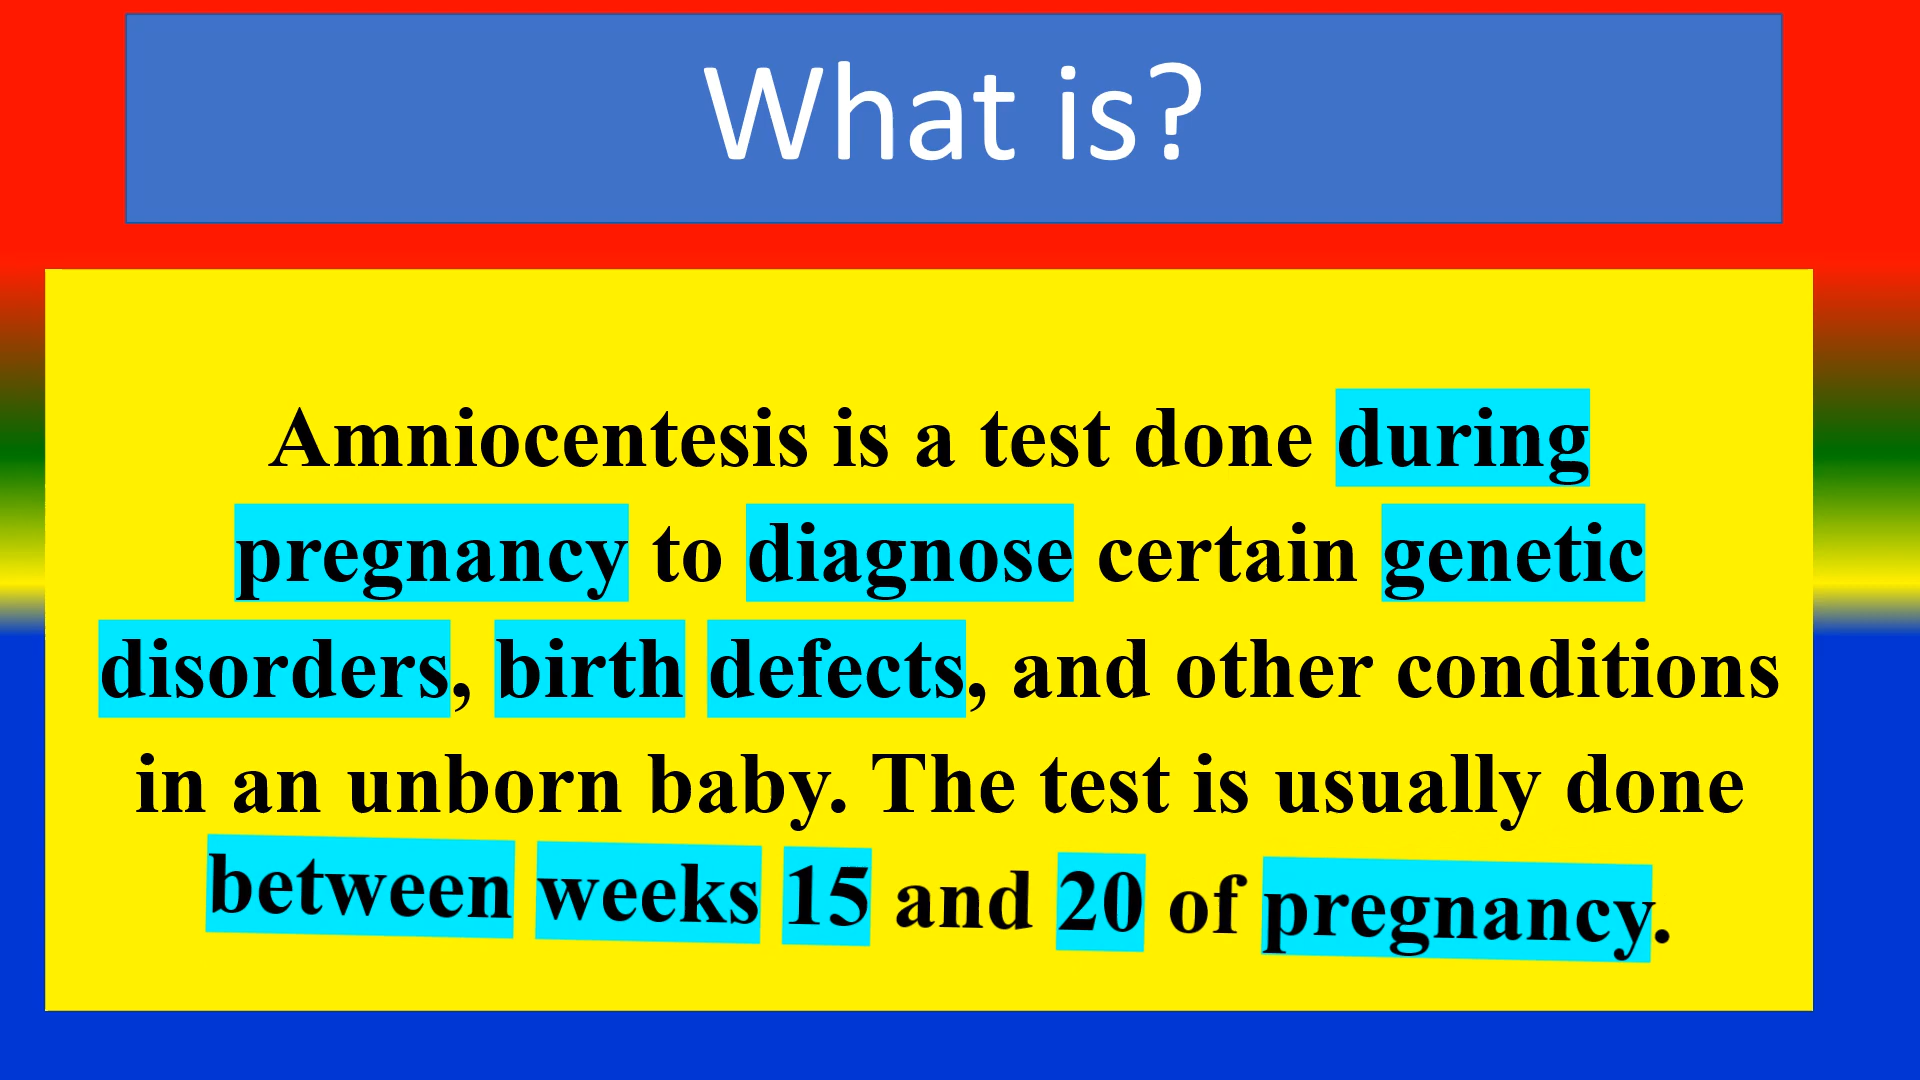 What is?
Amniocentesis is a test done during
pregnancy to diagnose certain genetic
disorders, birth defects, and other conditions
in an unborn baby. The test is usually done
between weeks 15 and 20 of pregnancy.